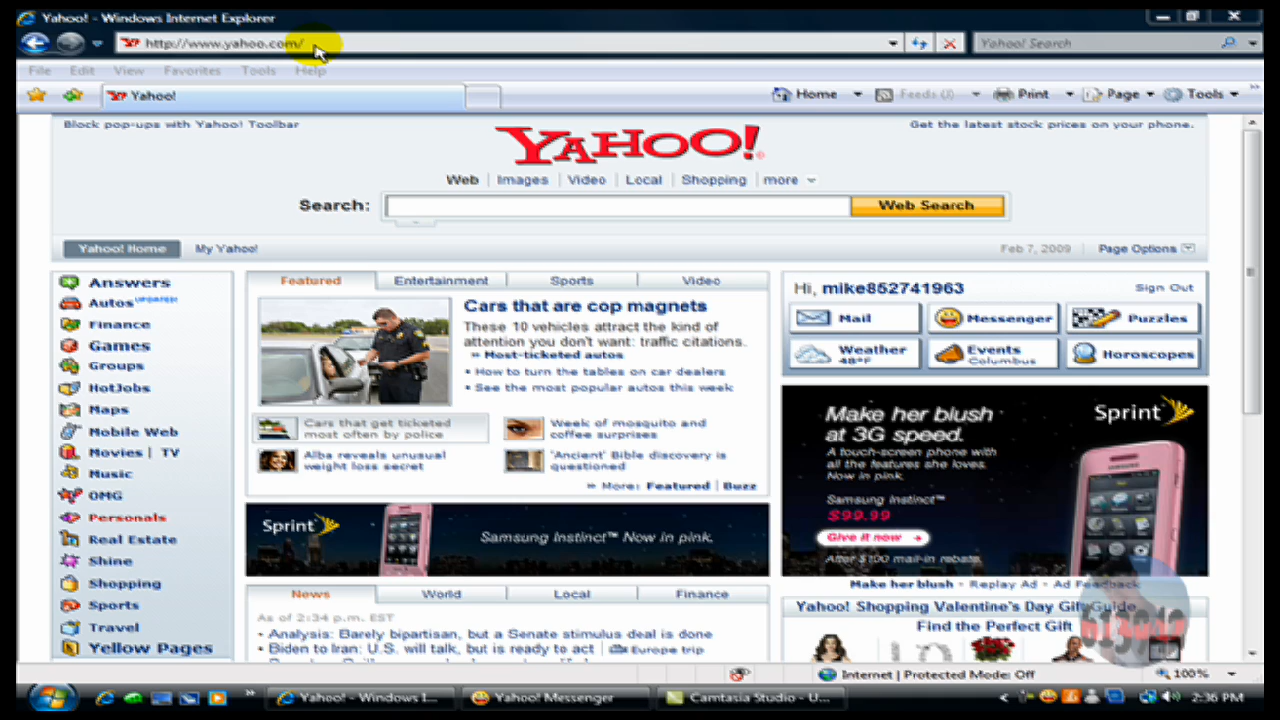 Yahoo! - Windows Internet Explorer
http://www.yahoo.com/
Yahoo! Search
File Edit View Favorites Tools Help
Yahoo!
Home Feeds (J) Print Page Tools
Block pop-ups with Yahoo! Toolbar
Get the latest stock prices on your phone.
YAHOO!
Web Images Video Local Shopping more
Search: Web Search
Yahoo! Home My Yahoo!
Feb 7, 2009 Page Options
Answers
Autos UPDATED!
Finance
Games
Groups
HotJobs
Maps
Mobile Web
Movies | TV
Music
OMG
Personals
Real Estate
Shine
Shopping
Sports
Travel
Yellow Pages
Featured Entertainment Sports Video
Cars that are cop magnets
These 10 vehicles attract the kind of
attention you don't want: traffic citations.
» Most-ticketed autos
• How to turn the tables on car dealers
• See the most popular autos this week
Cars that get ticketed
most often by police
Week of mosquito and
coffee surprises
Alba reveals unusual
weight loss secret
'Ancient' Bible discovery is
questioned
» More: Featured | Buzz
Sprint
Samsung Instinct™ Now in pink.
News World Local Finance
As of 2:34 p.m. EST
• Analysis: Barely bipartisan, but a Senate stimulus deal is done
• Biden to Iran: U.S. will talk, but is ready to act | Europe trip
Hi, mike852741963
Sign Out
Mail Messenger Puzzles
Weather
48°F
Events
Columbus
Horoscopes
Make her blush
at 3G speed.
A touch-screen phone with
all the features she loves.
Now in pink.
Sprint
Samsung Instinct™
$99.99
Give it now
After $100 mail-in rebate.
Make her blush • Replay Ad • Ad Feedback
Yahoo! Shopping Valentine's Day Gift Guide
Find the Perfect Gift
Internet | Protected Mode: Off
100%
Yahoo! - Windows I...
Yahoo! Messenger
Camtasia Studio - U...
2:36 PM